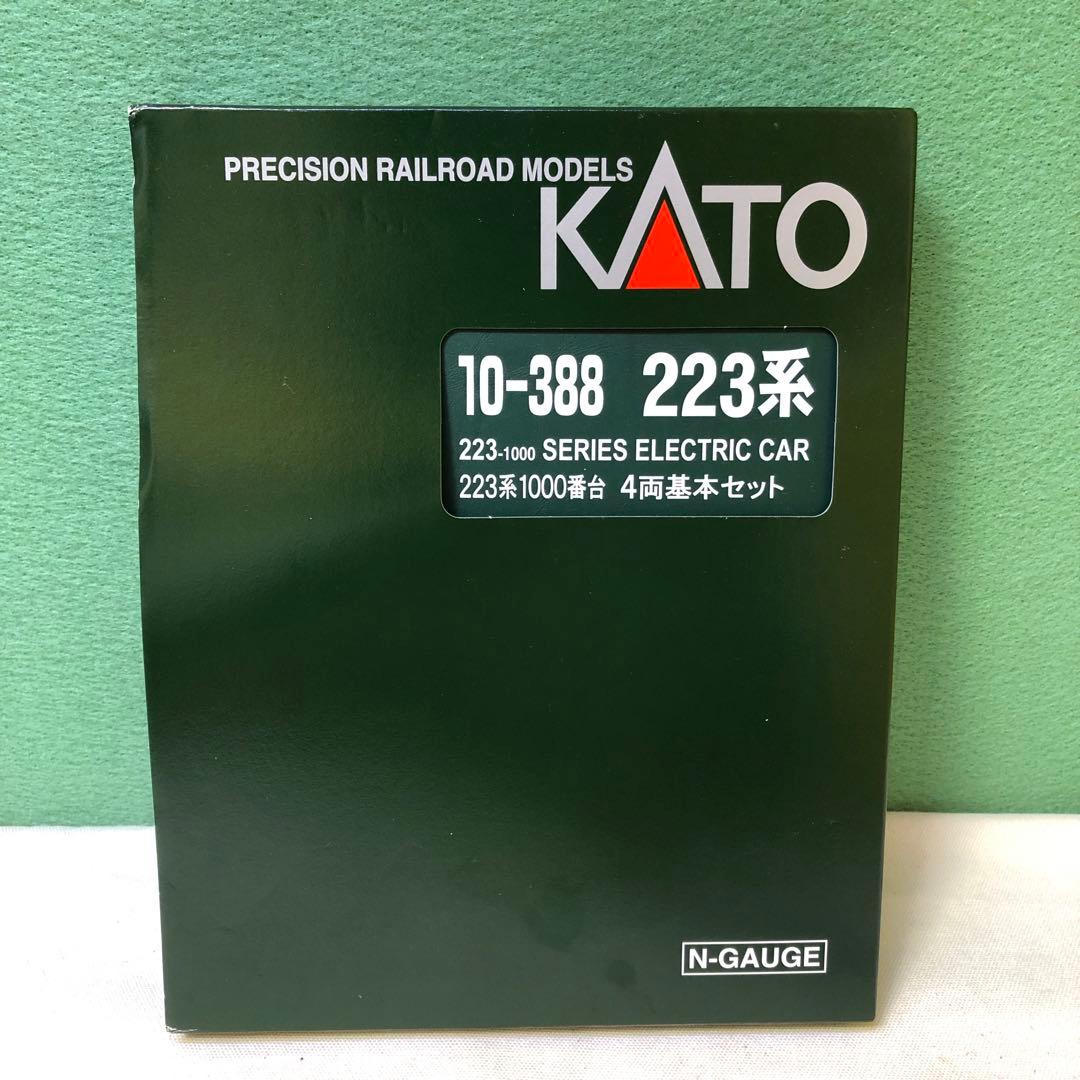 PRECISION RAILROAD MODELS
KATO
10-388 223系
223-1000 SERIES ELECTRIC CAR
223系1000番台 4両基本セット
N-GAUGE